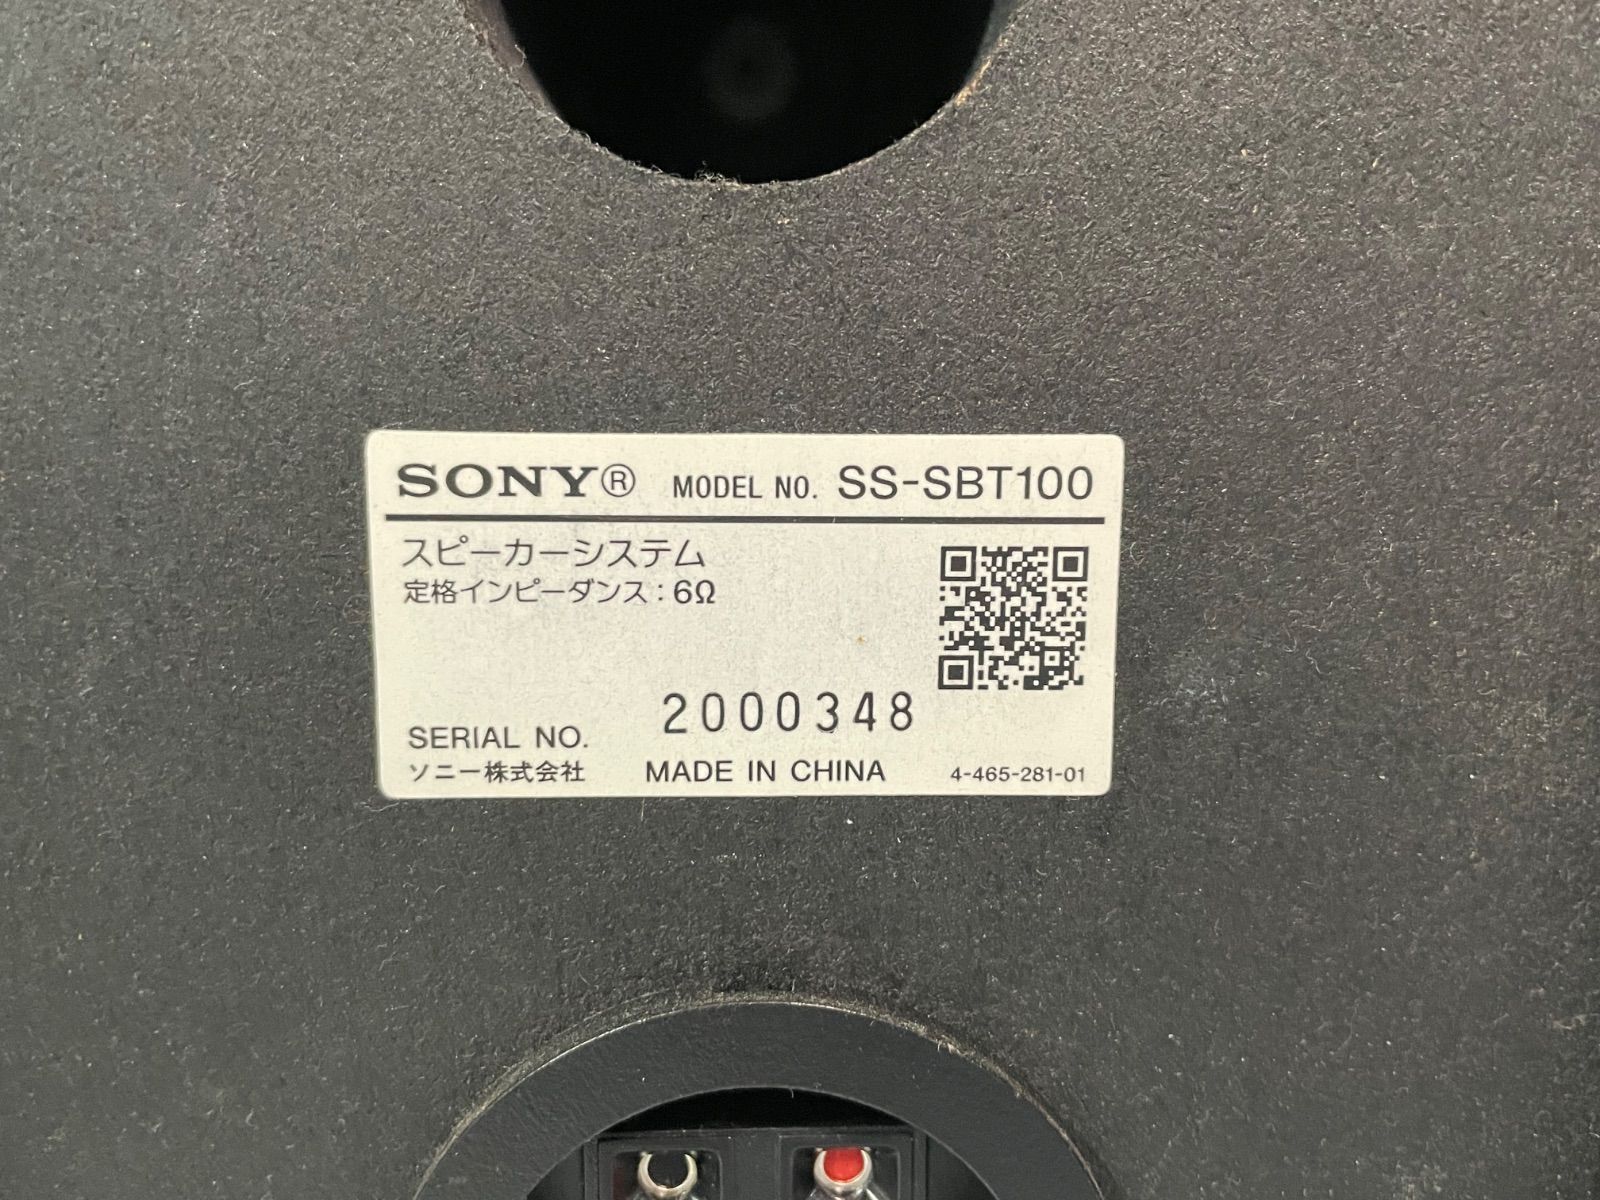 SONY® MODEL NO. SS-SBT100
スピーカーシステム
定格インピーダンス：6Ω
SERIAL NO. 2000348
ソニー株式会社 MADE IN CHINA 4-465-281-01